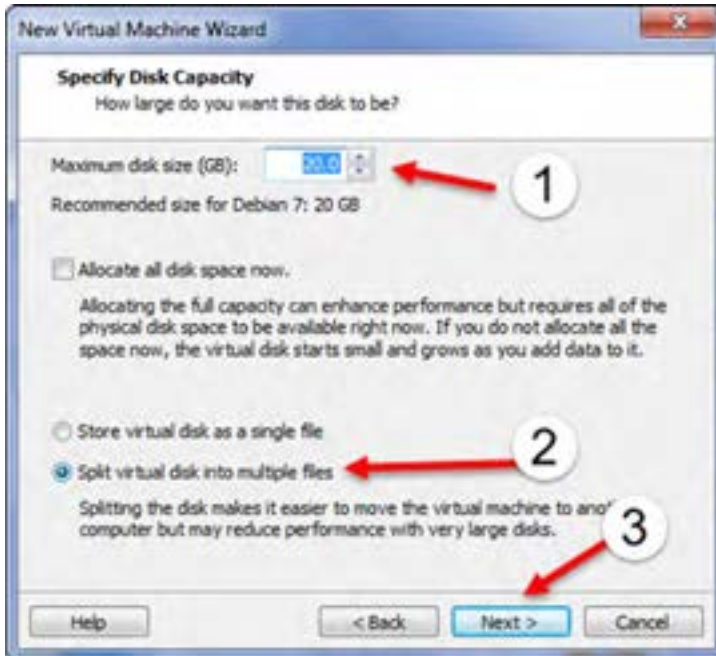 New Virtual Machine Wizard
Specify Disk Capacity
How large do you want this disk to be?
Maximum disk size (GB): 20.0
1
Recommended size for Debian 7: 20 GB
Allocate all disk space now.
Allocating the full capacity can enhance performance but requires all of the
physical disk space to be available right now. If you do not allocate all the
space now, the virtual disk starts small and grows as you add data to it.
Store virtual disk as a single file
2
Split virtual disk into multiple files
Splitting the disk makes it easier to move the virtual machine to
computer but may reduce performance with very large disks.
3
Help
< Back
Next >
Cancel